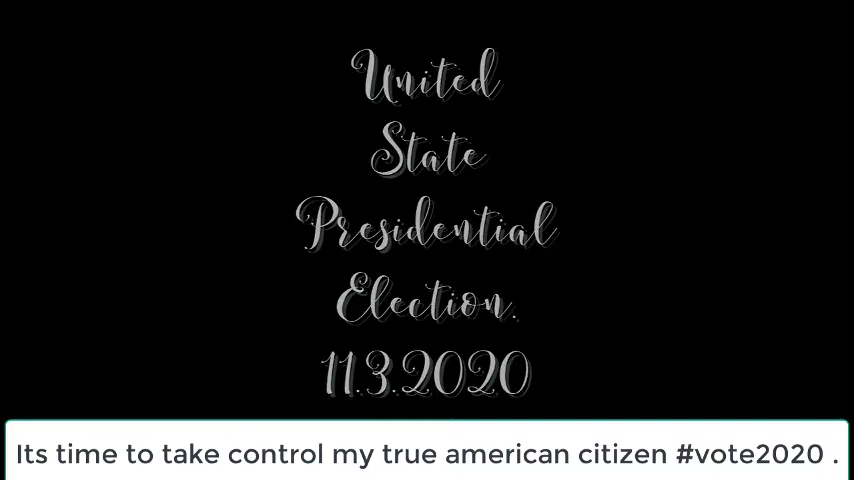 United
State
Presidential
Election.
11.3.2020
Its time to take control my true american citizen #vote2020 .